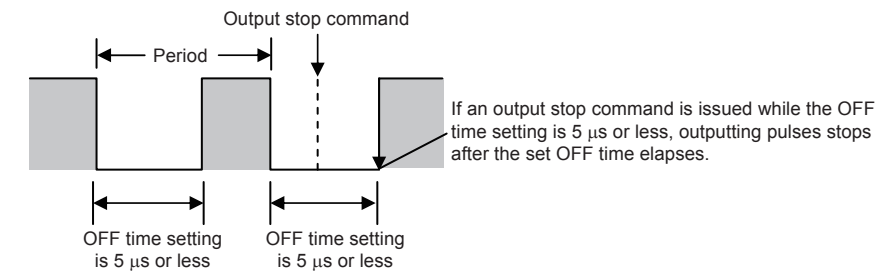 Output stop command
Period
If an output stop command is issued while the OFF
time setting is 5 μs or less, outputting pulses stops
after the set OFF time elapses.
OFF time setting
is 5 μs or less
OFF time setting
is 5 μs or less